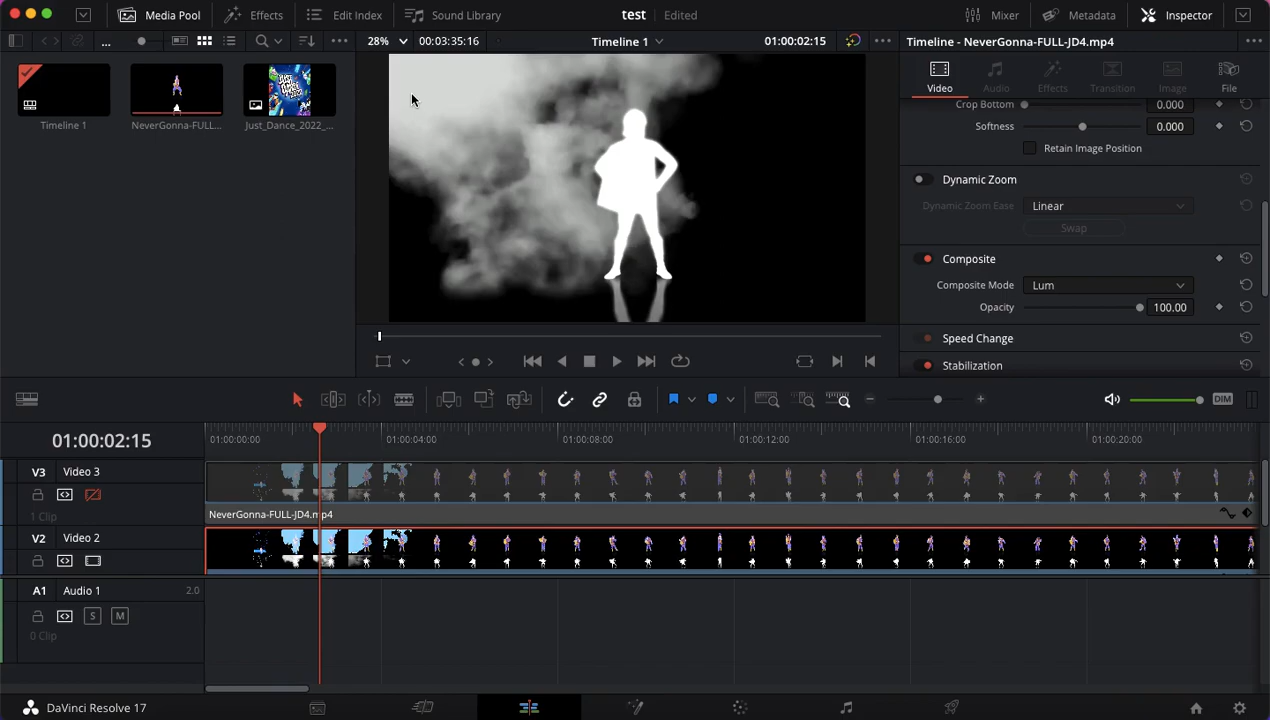 Media Pool
Effects
Edit Index
Sound Library
test
Edited
Mixer
Metadata
Inspector
...
28%
00:03:35:16
Timeline 1
01:00:02:15
Timeline - NeverGonna-FULL-JD4.mp4
Timeline 1
NeverGonna-FULL...
Just_Dance_2022_...
Video
Audio
Effects
Transition
Image
File
Crop Bottom 0.000
Softness 0.000
Retain Image Position
Dynamic Zoom
Dynamic Zoom Ease Linear
Swap
Composite
Composite Mode Lum
Opacity 100.00
Speed Change
Stabilization
DIM
01:00:02:15
01:00:00:00
01:00:04:00
01:00:08:00
01:00:12:00
01:00:16:00
01:00:20:00
V3 Video 3
1 Clip
NeverGonna-FULL-JD4.mp4
V2 Video 2
A1 Audio 1 2.0
S M
0 Clip
DaVinci Resolve 17